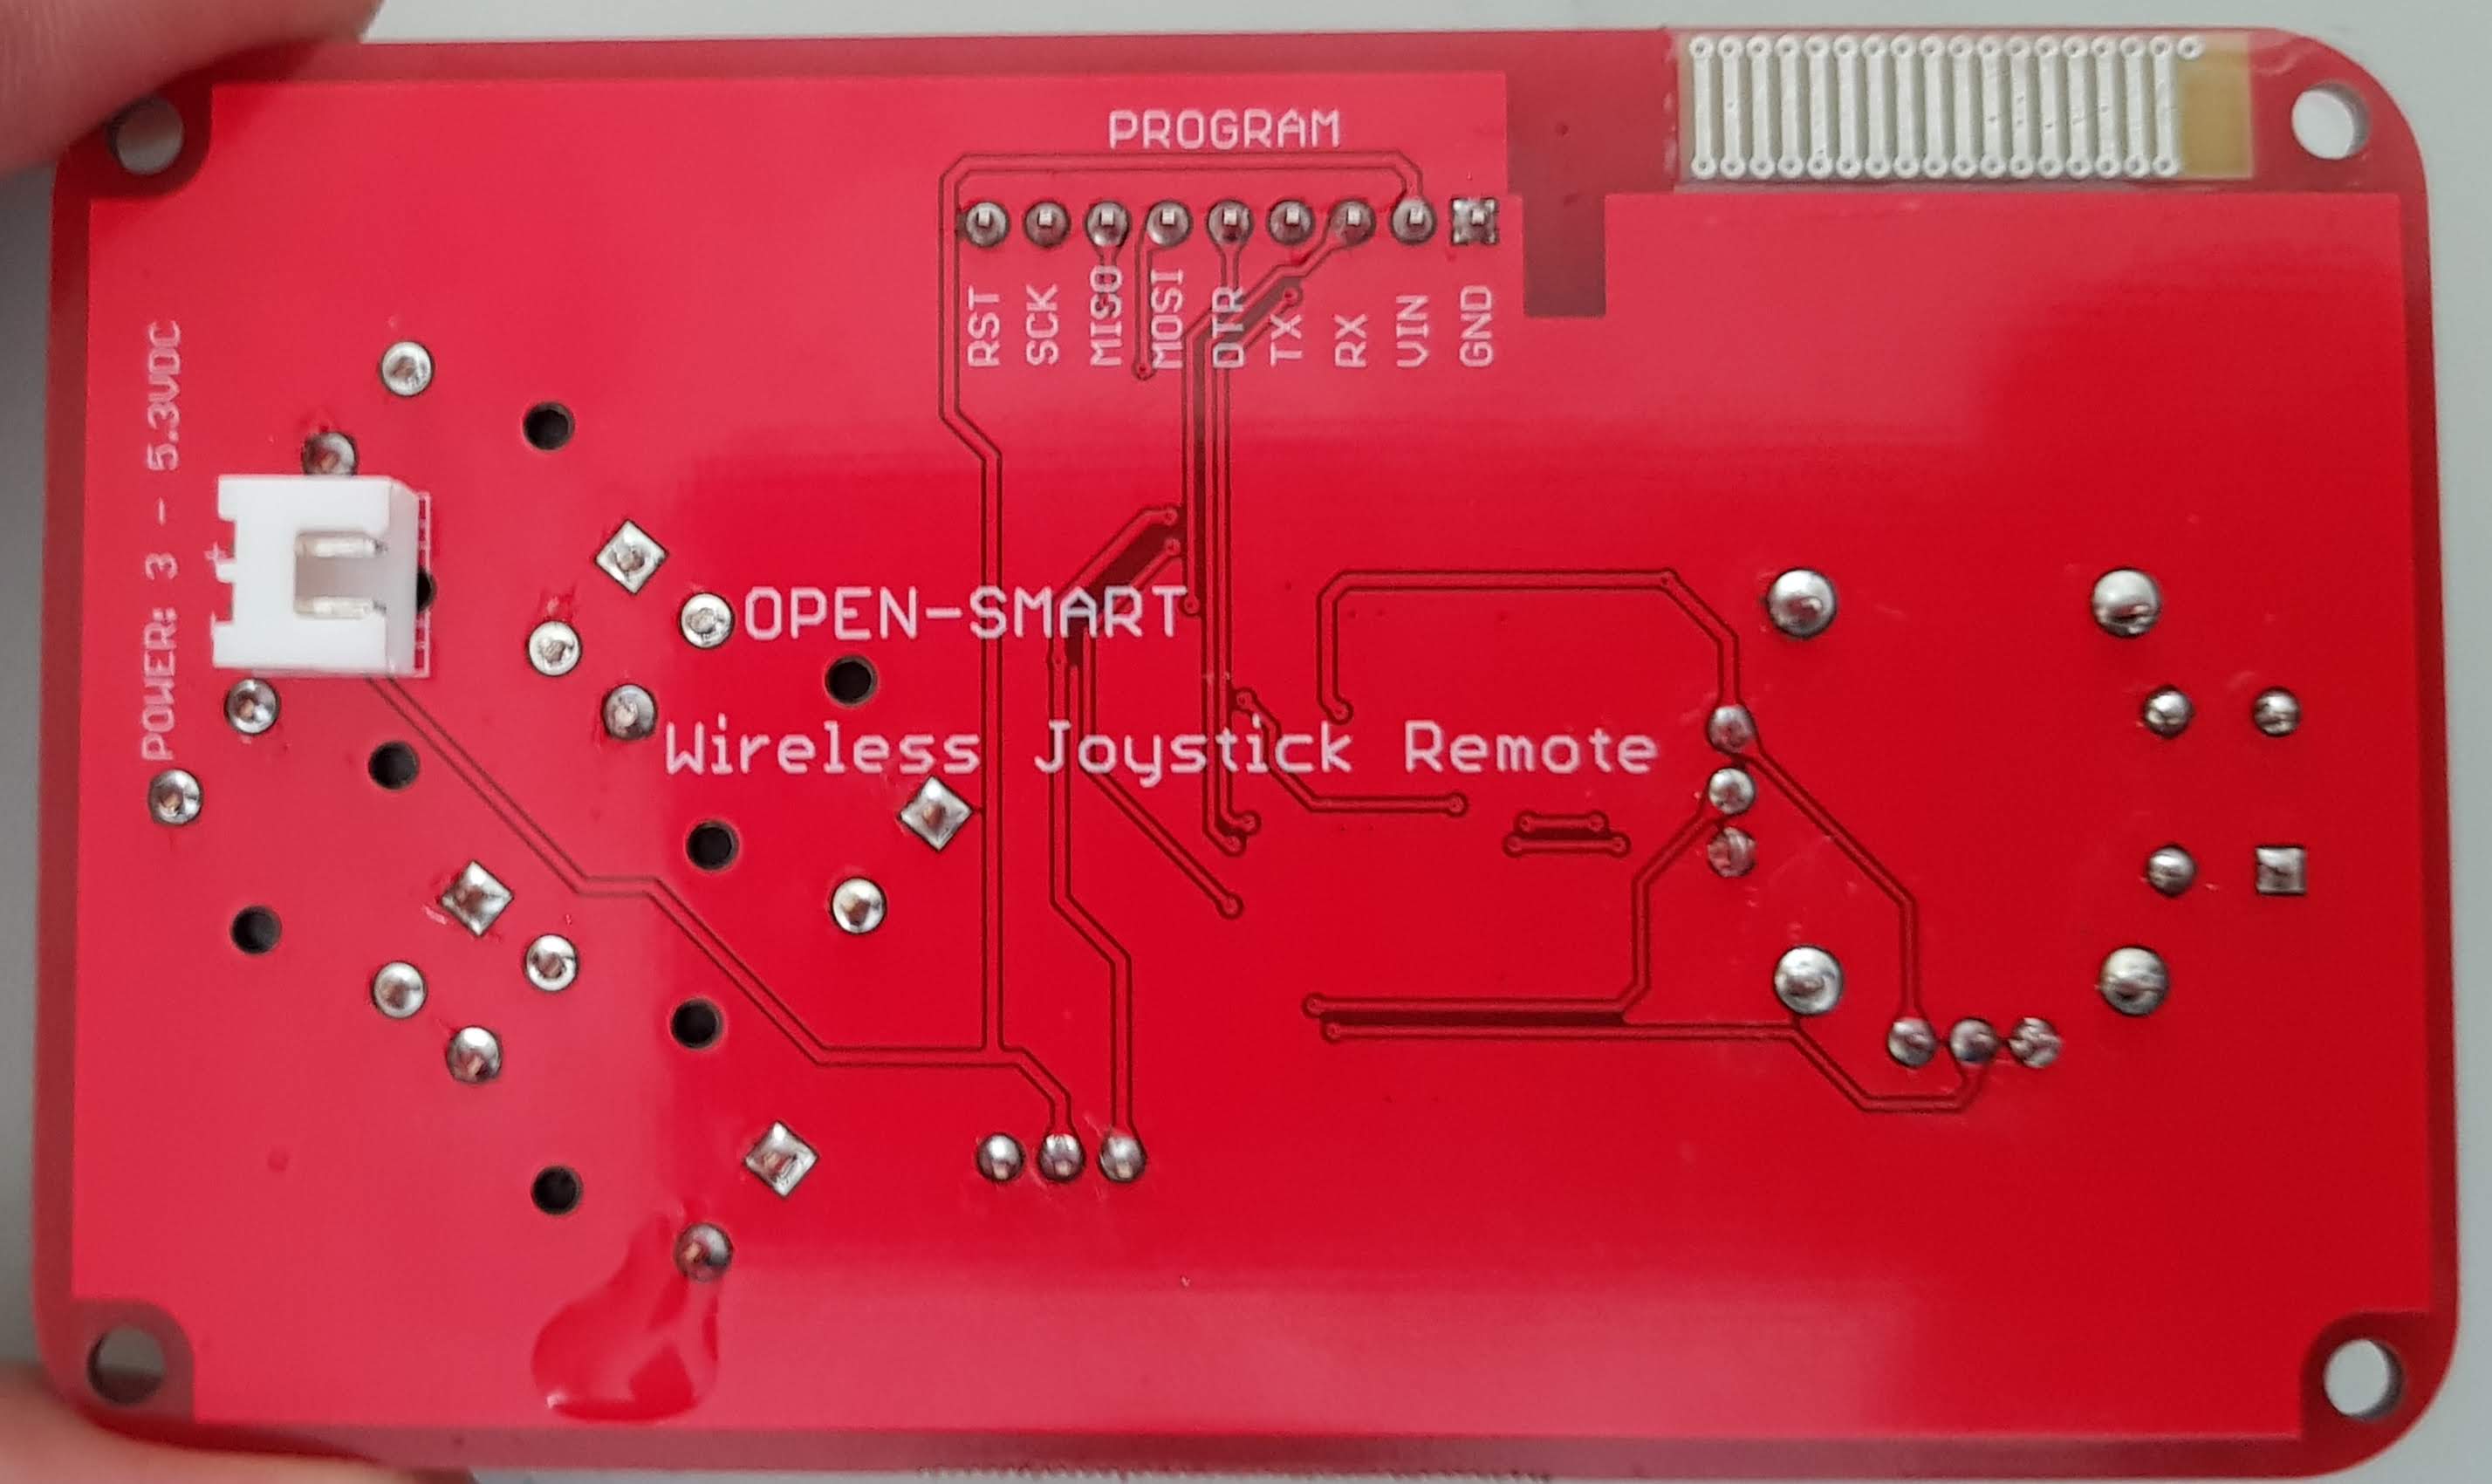 PROGRAM
RST
SCK
MISO
MOSI
DTR
TX
RX
VIN
GND
POWER: 3 - 5.3VDC
+
OPEN-SMART
Wireless Joystick Remote